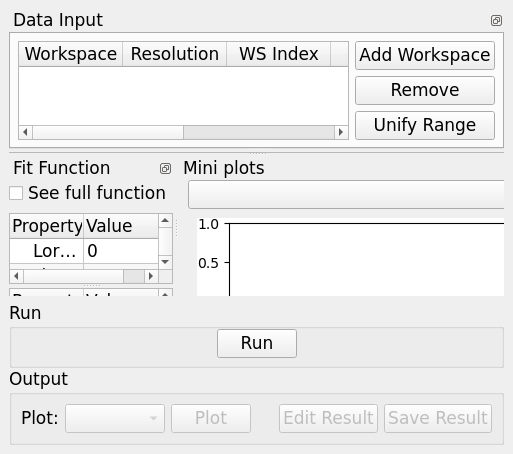 Data Input
Workspace Resolution WS Index
Add Workspace
Remove
Unify Range
Fit Function
See full function
Property Value
Lor... 0
Mini plots
1.0
0.5
Run
Run
Output
Plot: Plot Edit Result Save Result